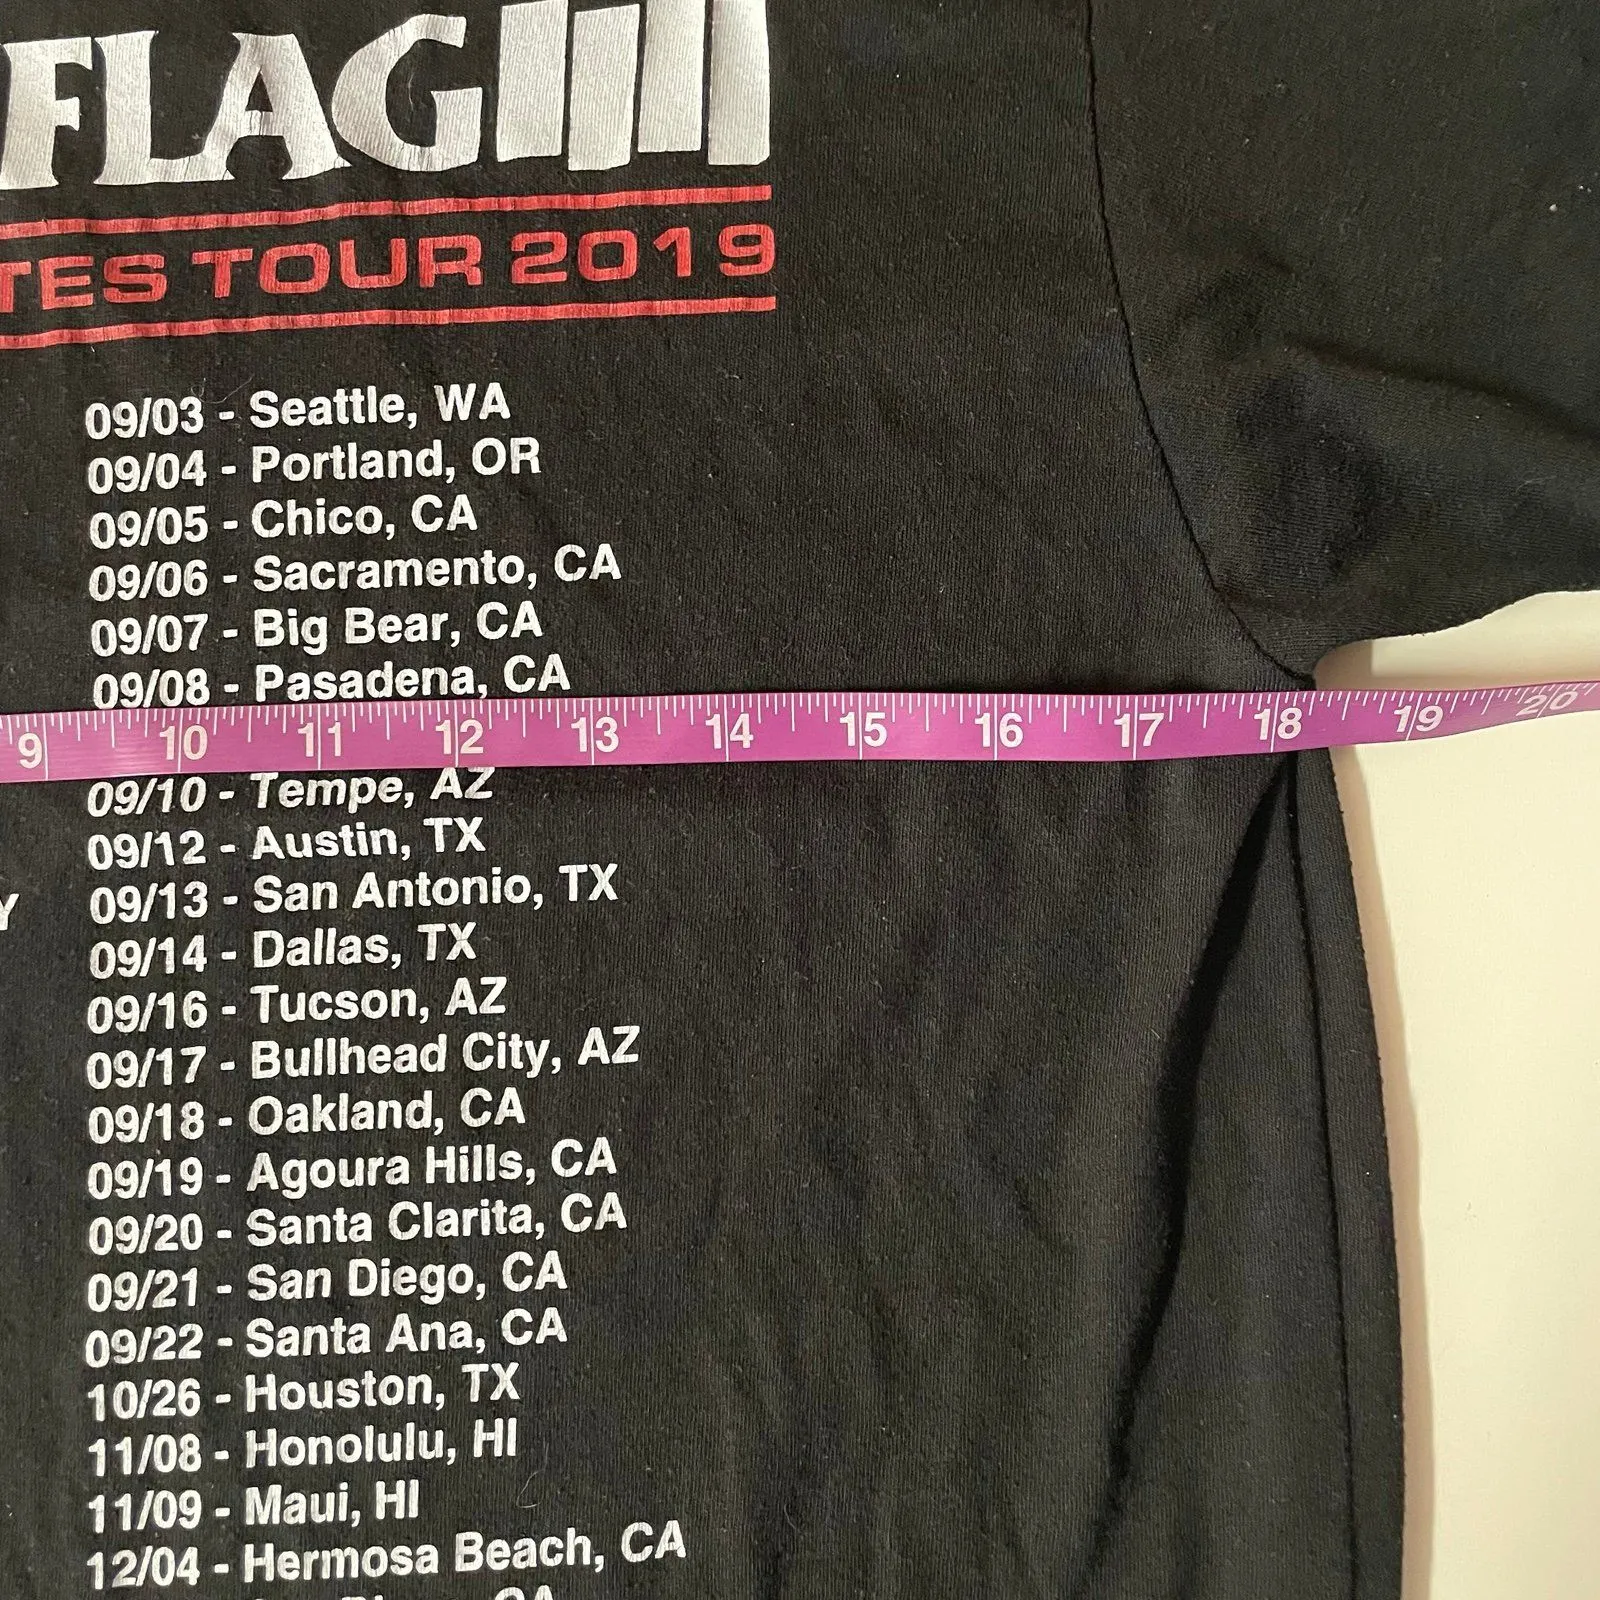 FLAG
TES TOUR 2019
09/03 - Seattle, WA
09/04 - Portland, OR
09/05 - Chico, CA
09/06 - Sacramento, CA
09/07 - Big Bear, CA
09/08 - Pasadena, CA
9 10 11 12 13 14 15 16 17 18 19 20
09/10 - Tempe, AZ
09/12 - Austin, TX
Y 09/13 - San Antonio, TX
09/14 - Dallas, TX
09/16 - Tucson, AZ
09/17 - Bullhead City, AZ
09/18 - Oakland, CA
09/19 - Agoura Hills, CA
09/20 - Santa Clarita, CA
09/21 - San Diego, CA
09/22 - Santa Ana, CA
10/26 - Houston, TX
11/08 - Honolulu, HI
11/09 - Maui, HI
12/04 - Hermosa Beach, CA
CA